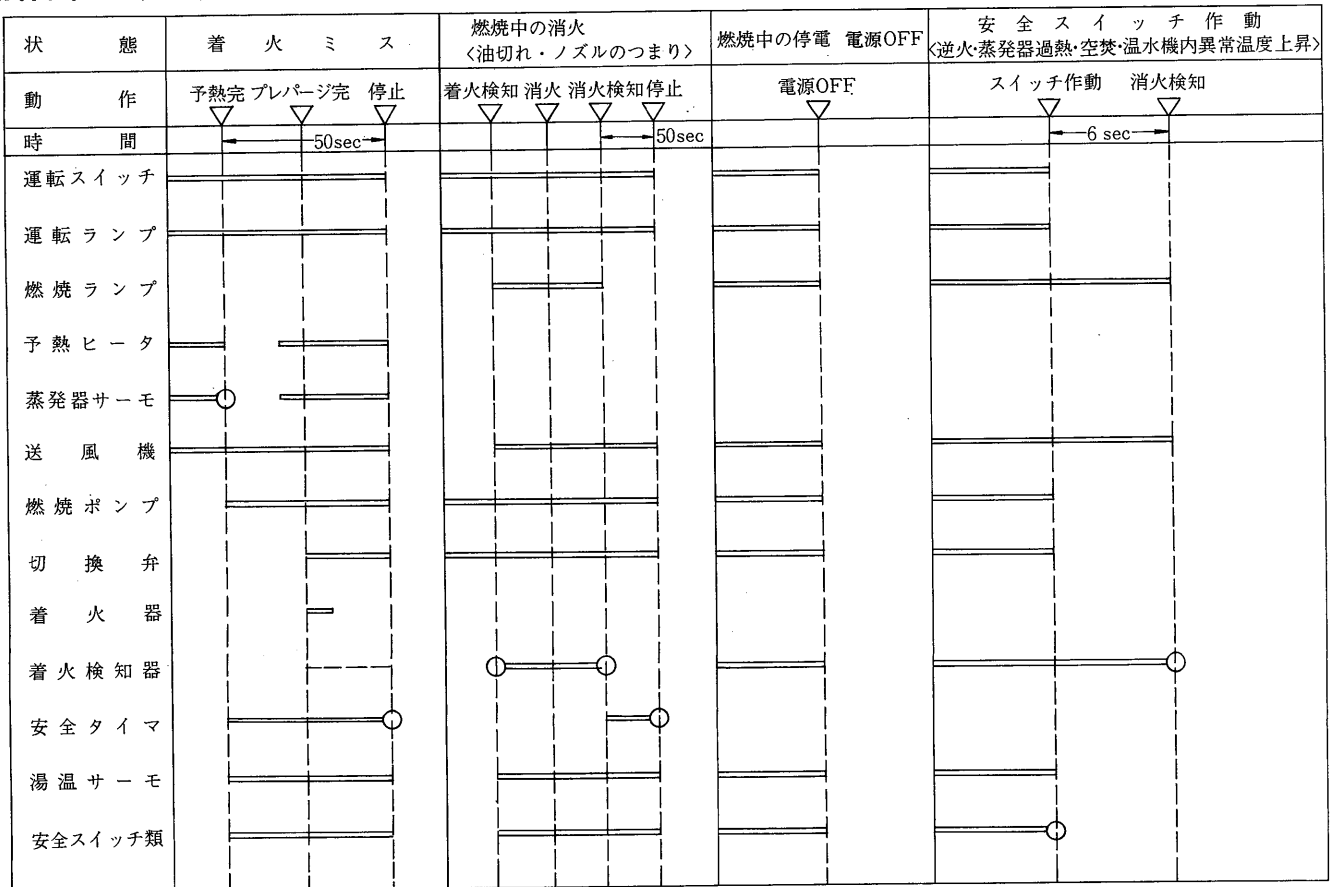 状態 着火ミス 燃焼中の消火 燃焼中の停電 電源OFF 安全スイッチ作動
〈油切れ・ノズルのつまり〉 〈逆火・蒸発器過熱・空焚・温水機内異常温度上昇〉
動作 予熱完 プレパージ完 停止 着火検知 消火 消火検知 停止 電源OFF スイッチ作動 消火検知
時間 50sec 50sec 6 sec
運転スイッチ
運転ランプ
燃焼ランプ
予熱ヒータ
蒸発器サーモ
送風機
燃焼ポンプ
切換弁
着火器
着火検知器
安全タイマ
湯温サーモ
安全スイッチ類